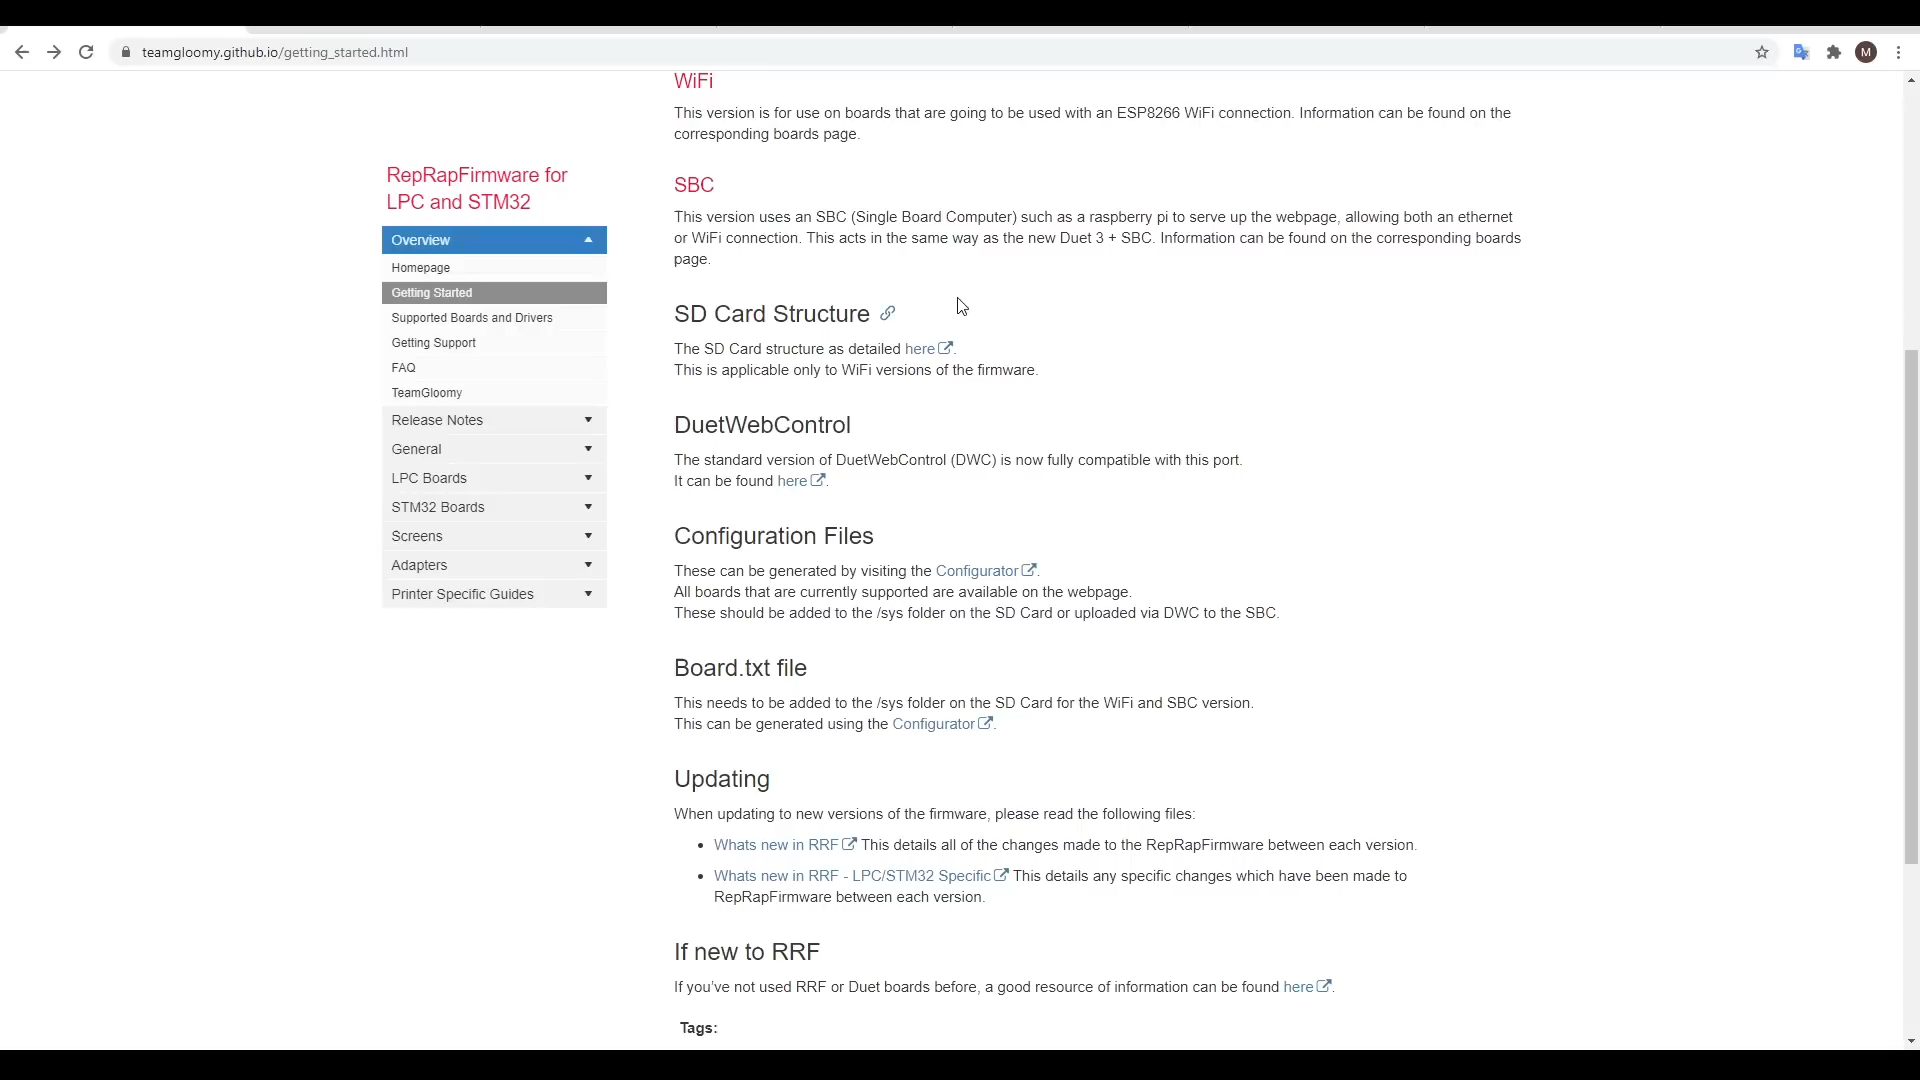 teamgloomy.github.io/getting_started.html
M
WiFi
This version is for use on boards that are going to be used with an ESP8266 WiFi connection. Information can be found on the
corresponding boards page.
RepRapFirmware for
LPC and STM32
Overview
Homepage
Getting Started
Supported Boards and Drivers
Getting Support
FAQ
TeamGloomy
Release Notes
General
LPC Boards
STM32 Boards
Screens
Adapters
Printer Specific Guides
SBC
This version uses an SBC (Single Board Computer) such as a raspberry pi to serve up the webpage, allowing both an ethernet
or WiFi connection. This acts in the same way as the new Duet 3 + SBC. Information can be found on the corresponding boards
page.
SD Card Structure
The SD Card structure as detailed here.
This is applicable only to WiFi versions of the firmware.
DuetWebControl
The standard version of DuetWebControl (DWC) is now fully compatible with this port.
It can be found here.
Configuration Files
These can be generated by visiting the Configurator.
All boards that are currently supported are available on the webpage.
These should be added to the /sys folder on the SD Card or uploaded via DWC to the SBC.
Board.txt file
This needs to be added to the /sys folder on the SD Card for the WiFi and SBC version.
This can be generated using the Configurator.
Updating
When updating to new versions of the firmware, please read the following files:
• Whats new in RRF This details all of the changes made to the RepRapFirmware between each version.
• Whats new in RRF - LPC/STM32 Specific This details any specific changes which have been made to
RepRapFirmware between each version.
If new to RRF
If you've not used RRF or Duet boards before, a good resource of information can be found here.
Tags: